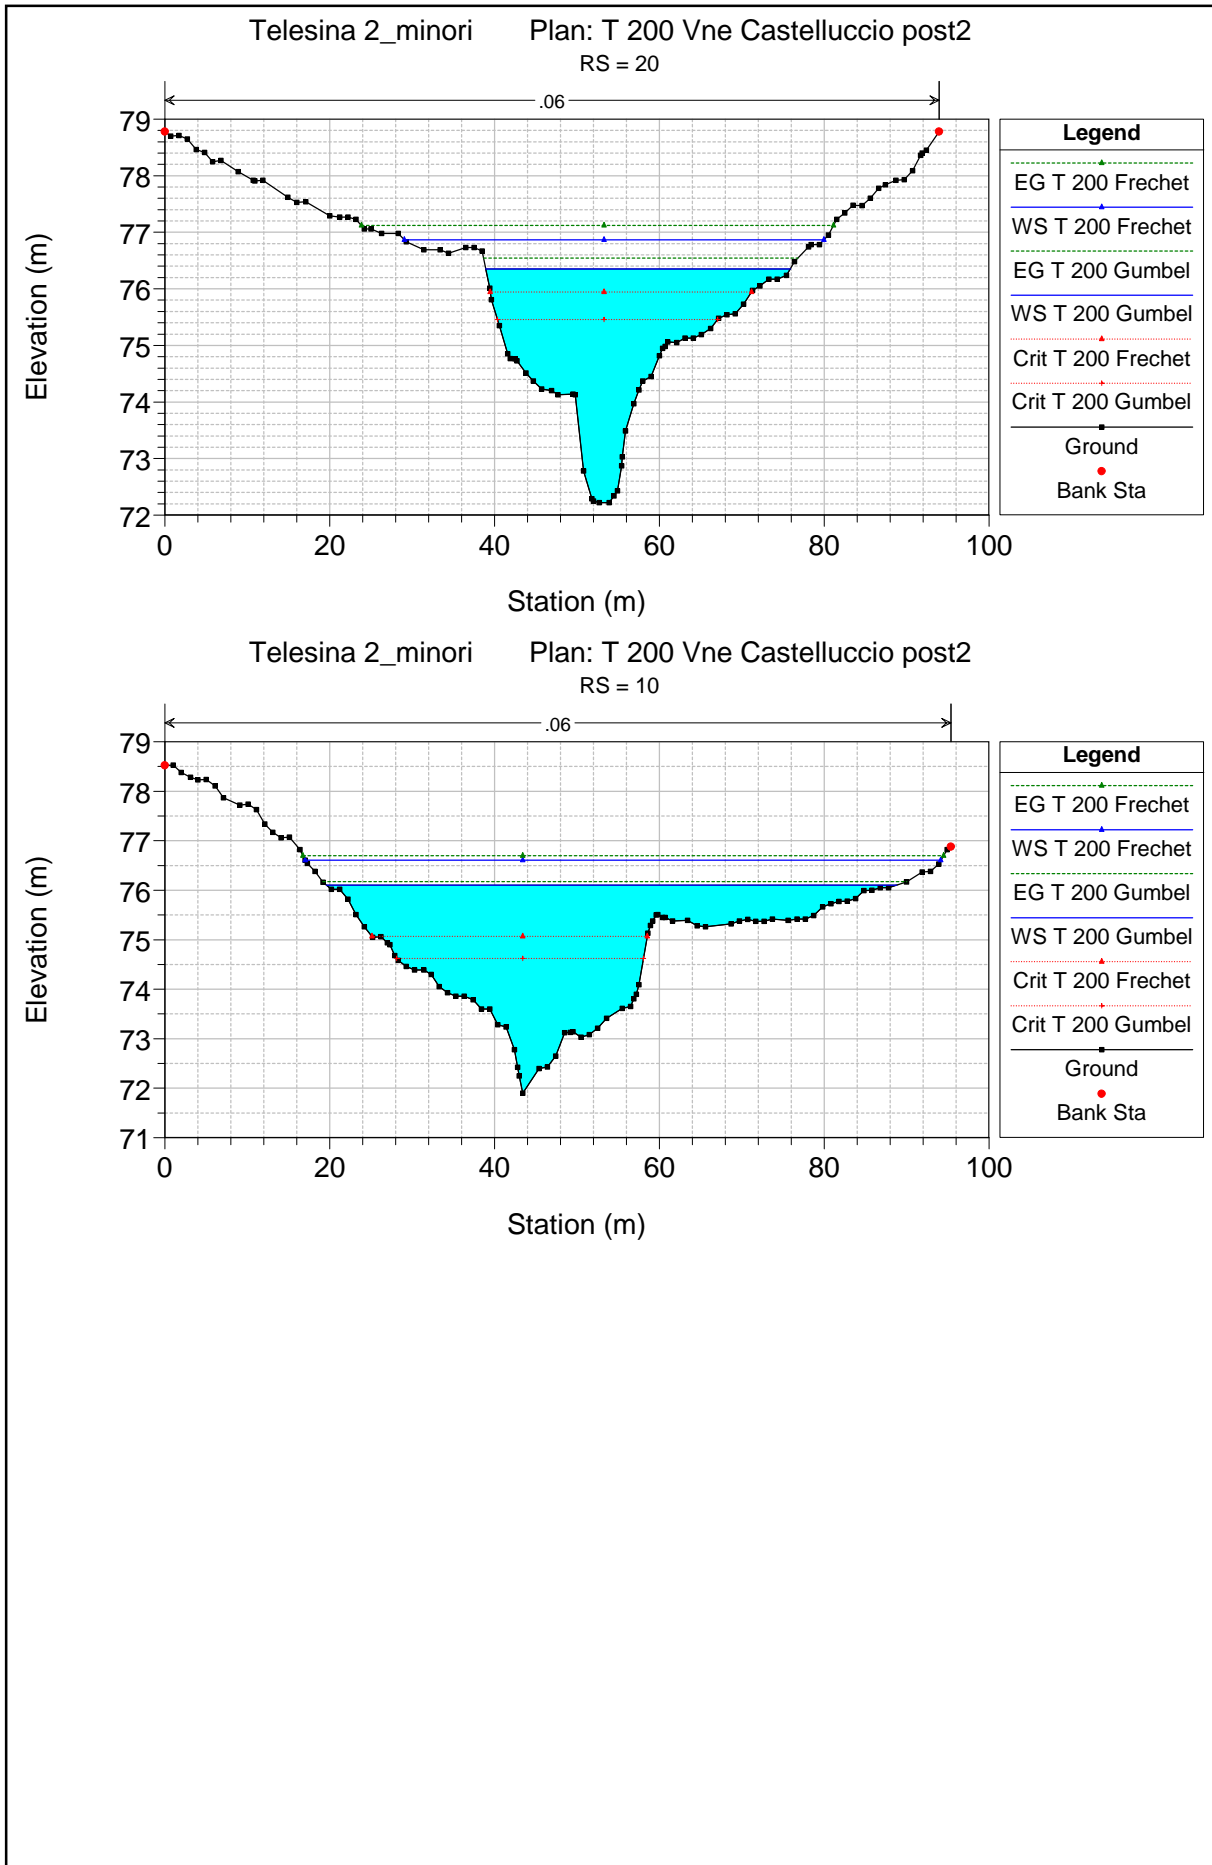 Telesina 2_minori Plan: T 200 Vne Castelluccio post2
RS = 20
.06
79
78
77
76
75
74
73
72
0 20 40 60 80 100
Elevation (m)
Station (m)
Legend
EG T 200 Frechet
WS T 200 Frechet
EG T 200 Gumbel
WS T 200 Gumbel
Crit T 200 Frechet
Crit T 200 Gumbel
Ground
Bank Sta
Telesina 2_minori Plan: T 200 Vne Castelluccio post2
RS = 10
.06
79
78
77
76
75
74
73
72
71
0 20 40 60 80 100
Elevation (m)
Station (m)
Legend
EG T 200 Frechet
WS T 200 Frechet
EG T 200 Gumbel
WS T 200 Gumbel
Crit T 200 Frechet
Crit T 200 Gumbel
Ground
Bank Sta